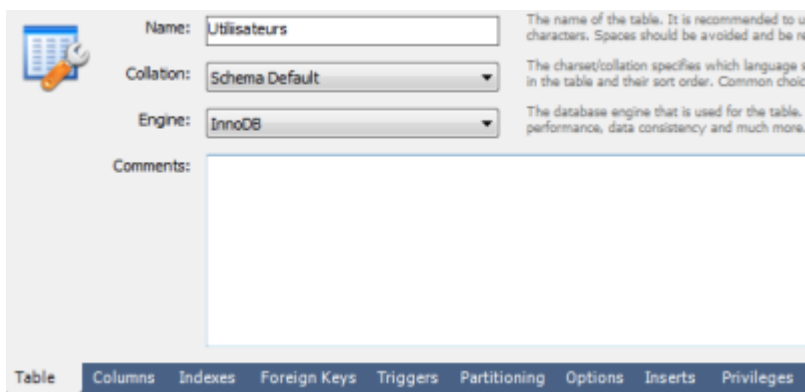 Name: Utilisateurs
The name of the table. It is recommended to u
characters. Spaces should be avoided and be re
Collation: Schema Default
The charset/collation specifies which language s
in the table and their sort order. Common choic
Engine: InnoDB
The database engine that is used for the table.
performance, data consistency and much more.
Comments:
Table Columns Indexes Foreign Keys Triggers Partitioning Options Inserts Privileges